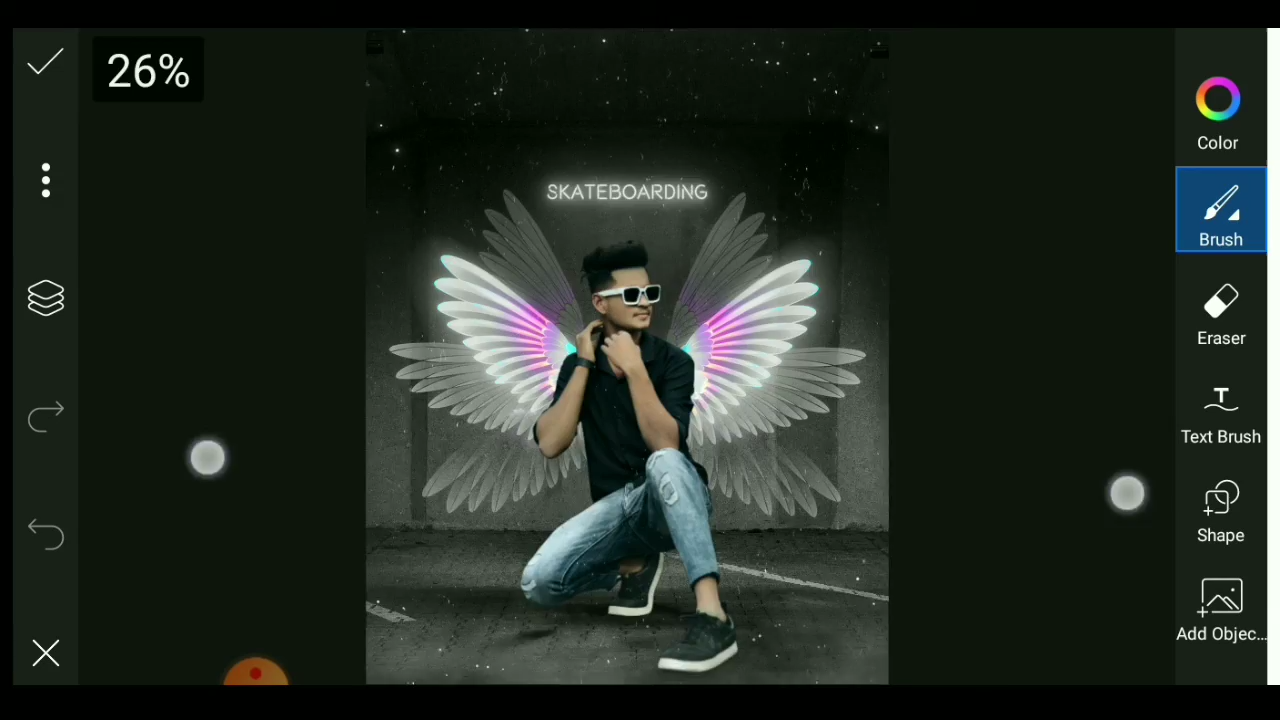 26%
SKATEBOARDING
Color
Brush
Eraser
Text Brush
Shape
Add Objec...